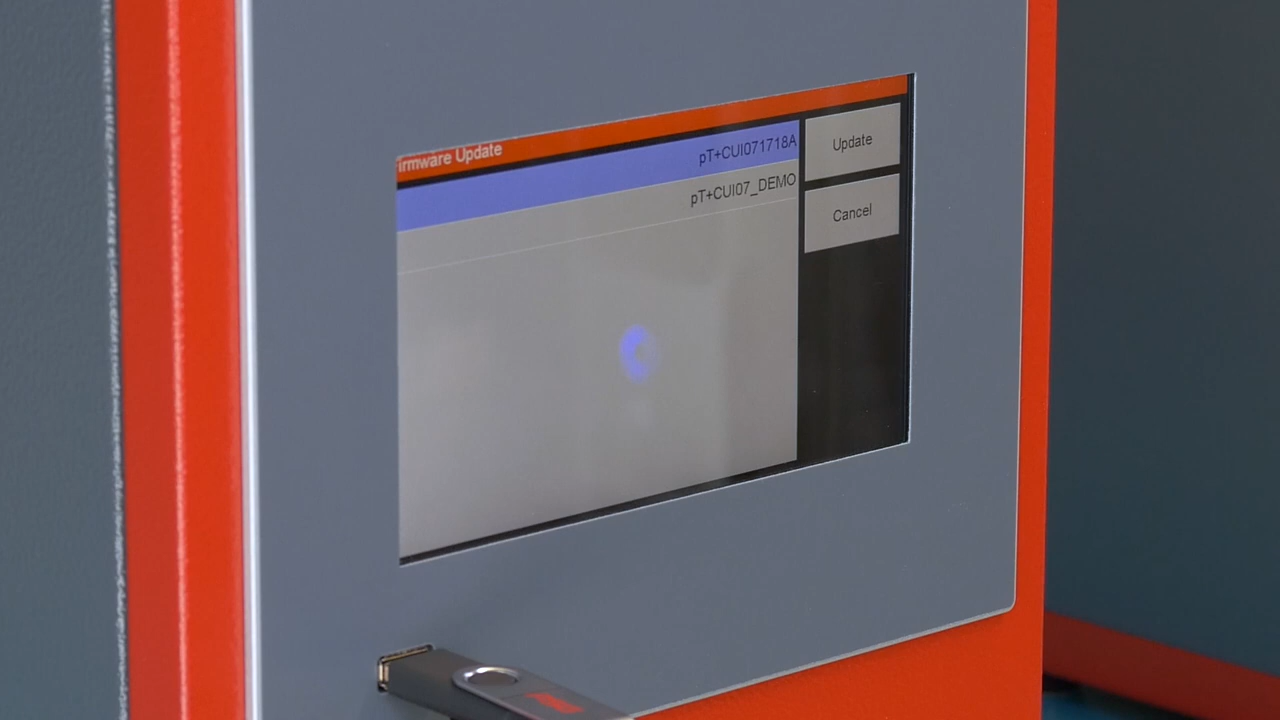 irmware Update
pT+CUI071718A
pT+CUI07_DEMO
Update
Cancel